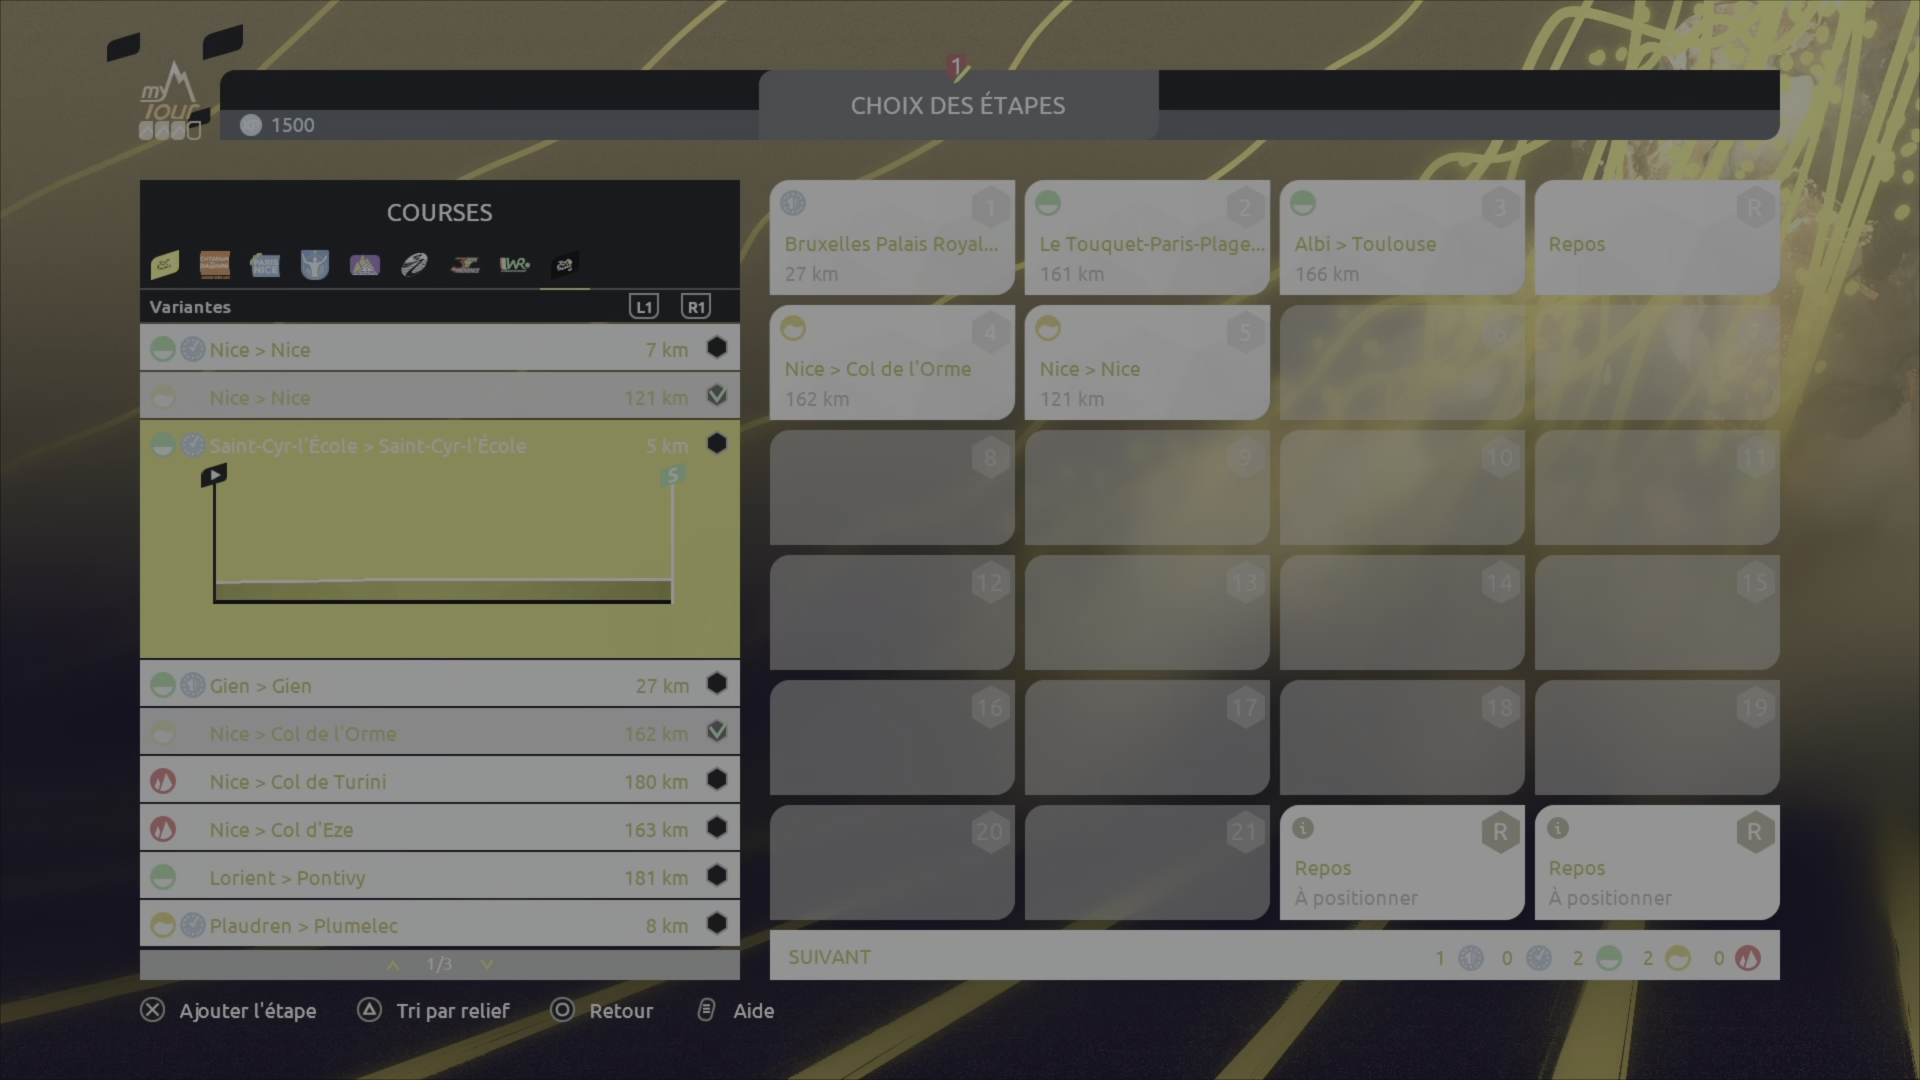 my
Tour
1
CHOIX DES ÉTAPES
XP 1500
COURSES
PARIS
NICE
Variantes
L1 R1
Nice > Nice 7 km
Nice > Nice 121 km
Saint-Cyr-l'École > Saint-Cyr-l'École 5 km
S
Gien > Gien 27 km
Nice > Col de l'Orme 162 km
Nice > Col de Turini 180 km
Nice > Col d'Eze 163 km
Lorient > Pontivy 181 km
Plaudren > Plumelec 8 km
1/3
1
Bruxelles Palais Royal...
27 km
2
Le Touquet-Paris-Plage...
161 km
3
Albi > Toulouse
166 km
R
Repos
4
Nice > Col de l'Orme
162 km
5
Nice > Nice
121 km
6
7
8
9
10
11
12
13
14
15
16
17
18
19
20
21
R
Repos
À positionner
R
Repos
À positionner
SUIVANT 1 0 2 2 0
Ajouter l'étape Tri par relief Retour Aide